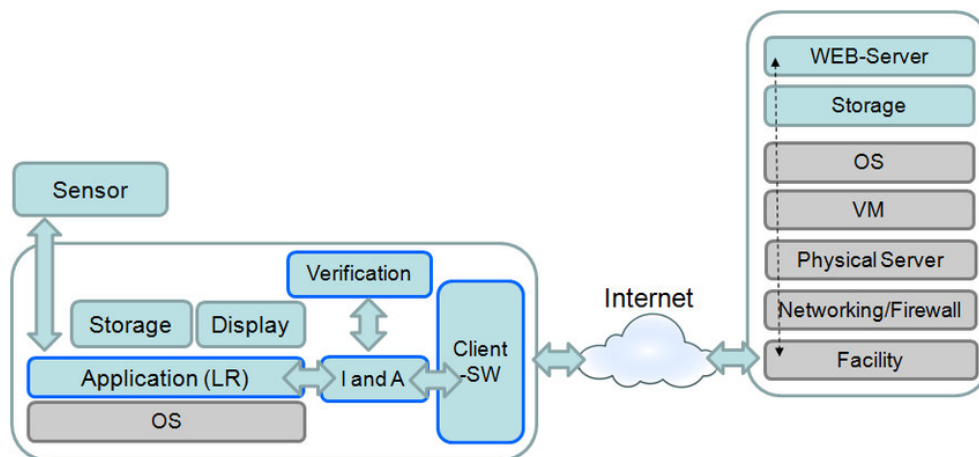 Sensor
Verification
Storage
Display
Application (LR)
I and A
Client
-SW
OS
Internet
WEB-Server
Storage
OS
VM
Physical Server
Networking/Firewall
Facility